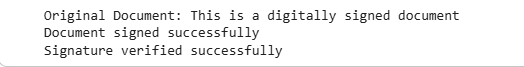 Original Document: This is a digitally signed document
Document signed successfully
Signature verified successfully